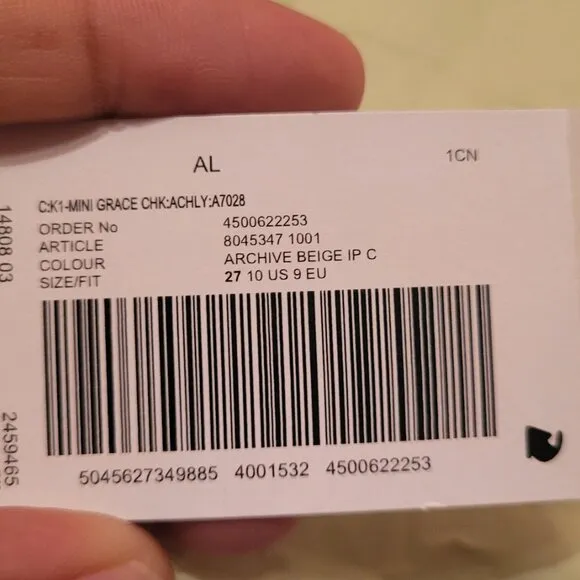 AL
1CN
C:K1-MINI GRACE CHK:ACHLY:A7028
ORDER No 4500622253
ARTICLE 8045347 1001
COLOUR ARCHIVE BEIGE IP C
SIZE/FIT 27 10 US 9 EU
5045627349885 4001532 4500622253
14808 03
2459465